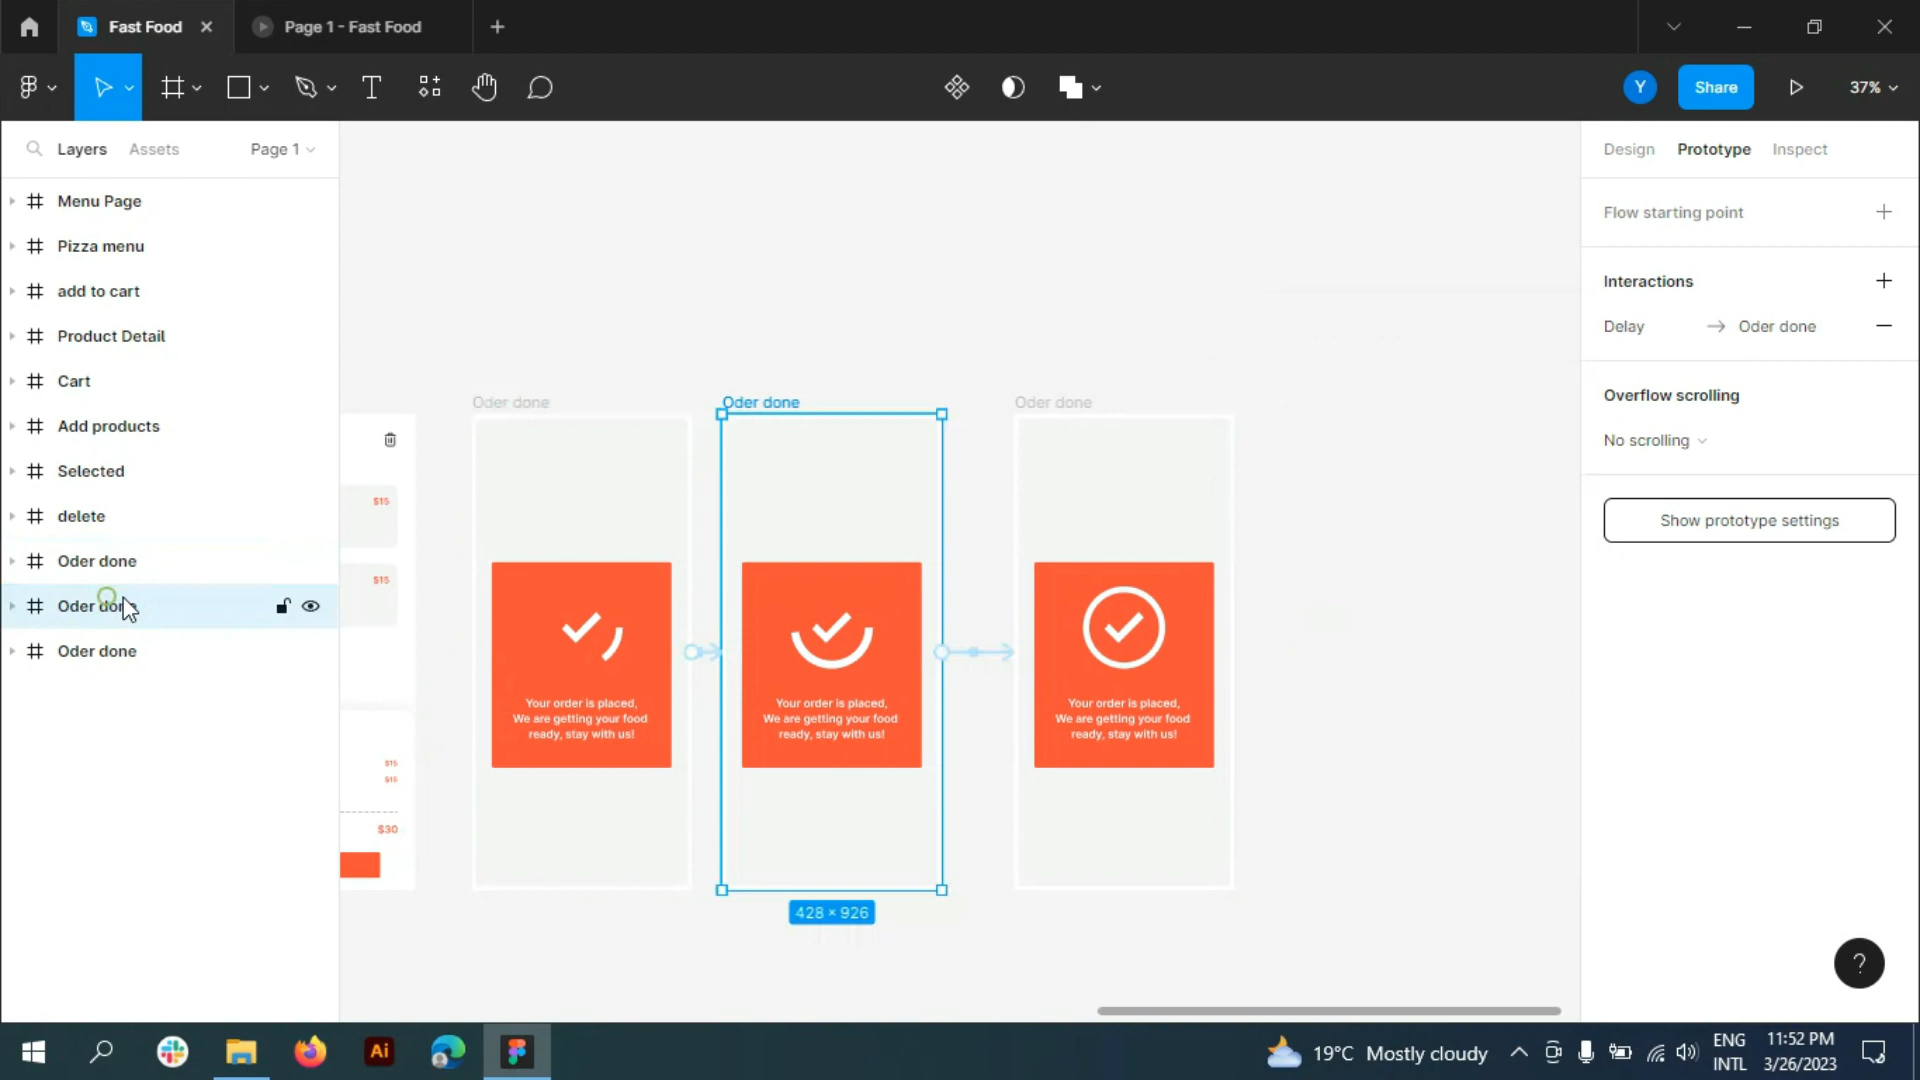 Fast Food
Page 1 - Fast Food
Y
Share
37%
Layers
Assets
Page 1
Menu Page
Pizza menu
add to cart
Product Detail
Cart
Add products
Selected
delete
Oder done
Oder done
Oder done
$15
$15
$15
$15
$30
Oder done
Your order is placed,
We are getting your food
ready, stay with us!
Oder done
Your order is placed,
We are getting your food
ready, stay with us!
428 × 926
Oder done
Your order is placed,
We are getting your food
ready, stay with us!
Design
Prototype
Inspect
Flow starting point
Interactions
Delay
Oder done
Overflow scrolling
No scrolling
Show prototype settings
?
Ai
19°C Mostly cloudy
ENG
INTL
11:52 PM
3/26/2023